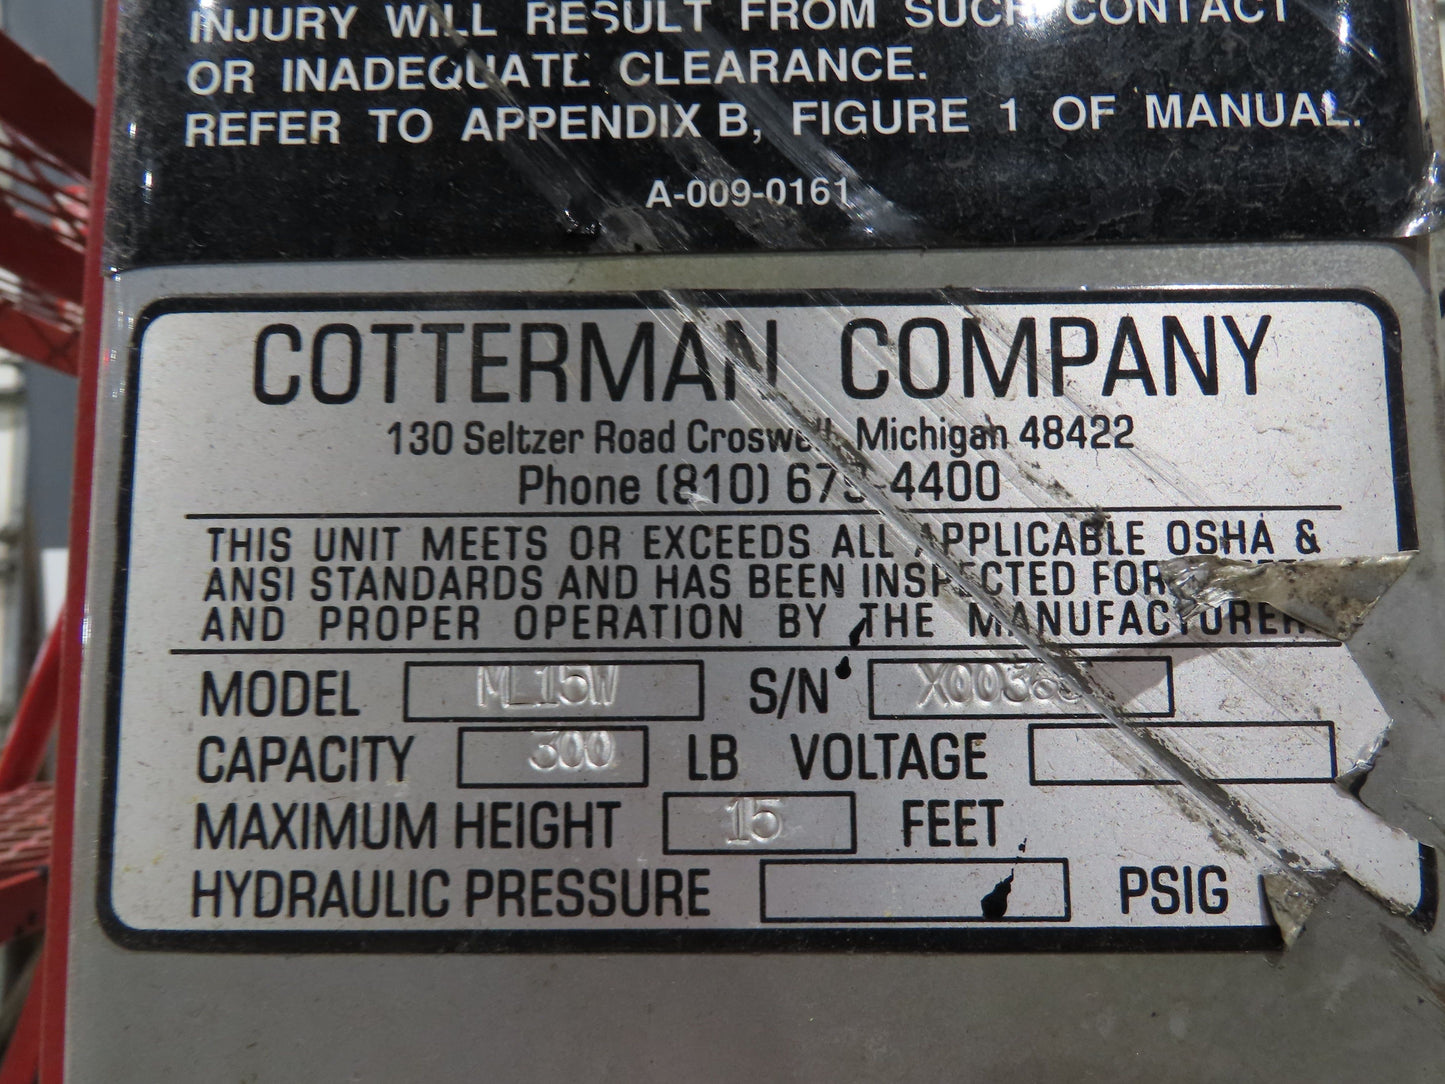 INJURY WILL RESULT FROM SUCH CONTACT
OR INADEQUATE CLEARANCE.
REFER TO APPENDIX B, FIGURE 1 OF MANUAL.
A-009-0161
COTTERMAN COMPANY
130 Seltzer Road Croswell, Michigan 48422
Phone (810) 679-4400
THIS UNIT MEETS OR EXCEEDS ALL APPLICABLE OSHA &
ANSI STANDARDS AND HAS BEEN INSPECTED FOR
AND PROPER OPERATION BY THE MANUFACTURER
MODEL ML15W S/N
CAPACITY 300 LB VOLTAGE
MAXIMUM HEIGHT 15 FEET
HYDRAULIC PRESSURE PSIG